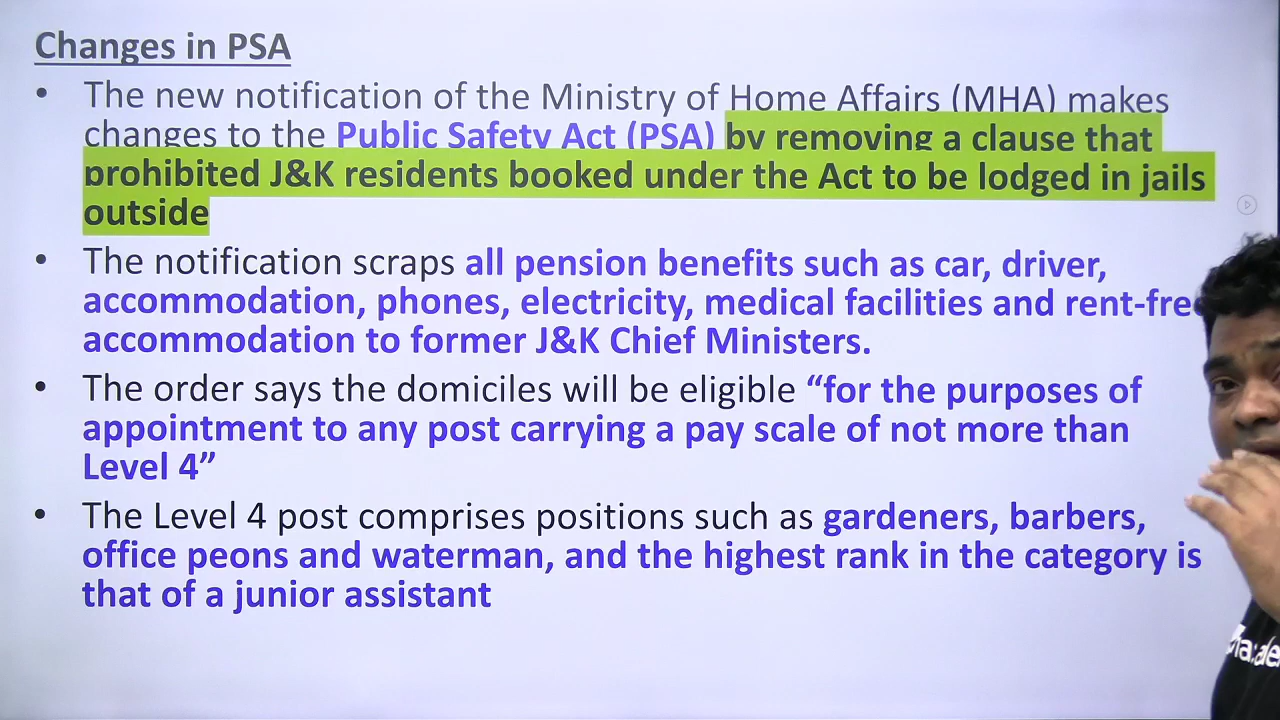 Changes in PSA
• The new notification of the Ministry of Home Affairs (MHA) makes
changes to the Public Safety Act (PSA) by removing a clause that
prohibited J&K residents booked under the Act to be lodged in jails
outside
• The notification scraps all pension benefits such as car, driver,
accommodation, phones, electricity, medical facilities and rent-free
accommodation to former J&K Chief Ministers.
• The order says the domiciles will be eligible “for the purposes of
appointment to any post carrying a pay scale of not more than
Level 4”
• The Level 4 post comprises positions such as gardeners, barbers,
office peons and waterman, and the highest rank in the category is
that of a junior assistant